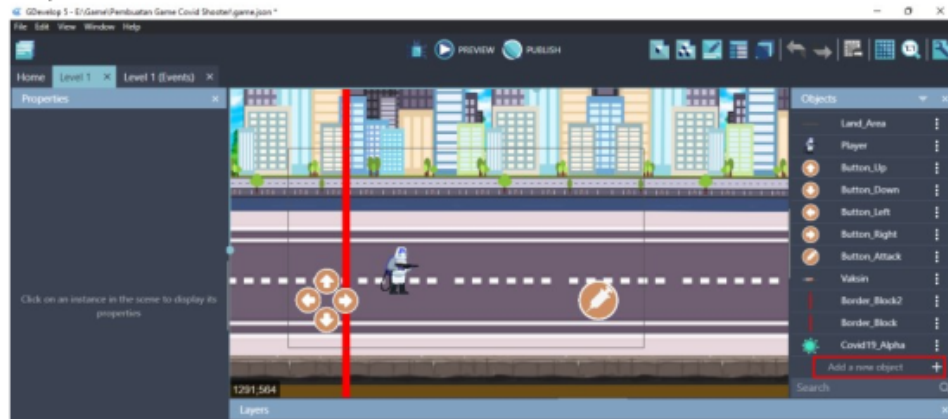 GDevelop 5 - E:\Game\Pembuatan Game Covid Shooter\game.json *
File Edit View Window Help
PREVIEW PUBLISH
Home Level 1 × Level 1 (Events) ×
Properties ×
Objects
Land_Area
Player
Button_Up
Button_Down
Button_Left
Button_Right
Button_Attack
Vaksin
Border_Block2
Border_Block
Covid19_Alpha
Add a new object +
Click on an instance in the scene to display its
properties
1291;564
Search
Layers